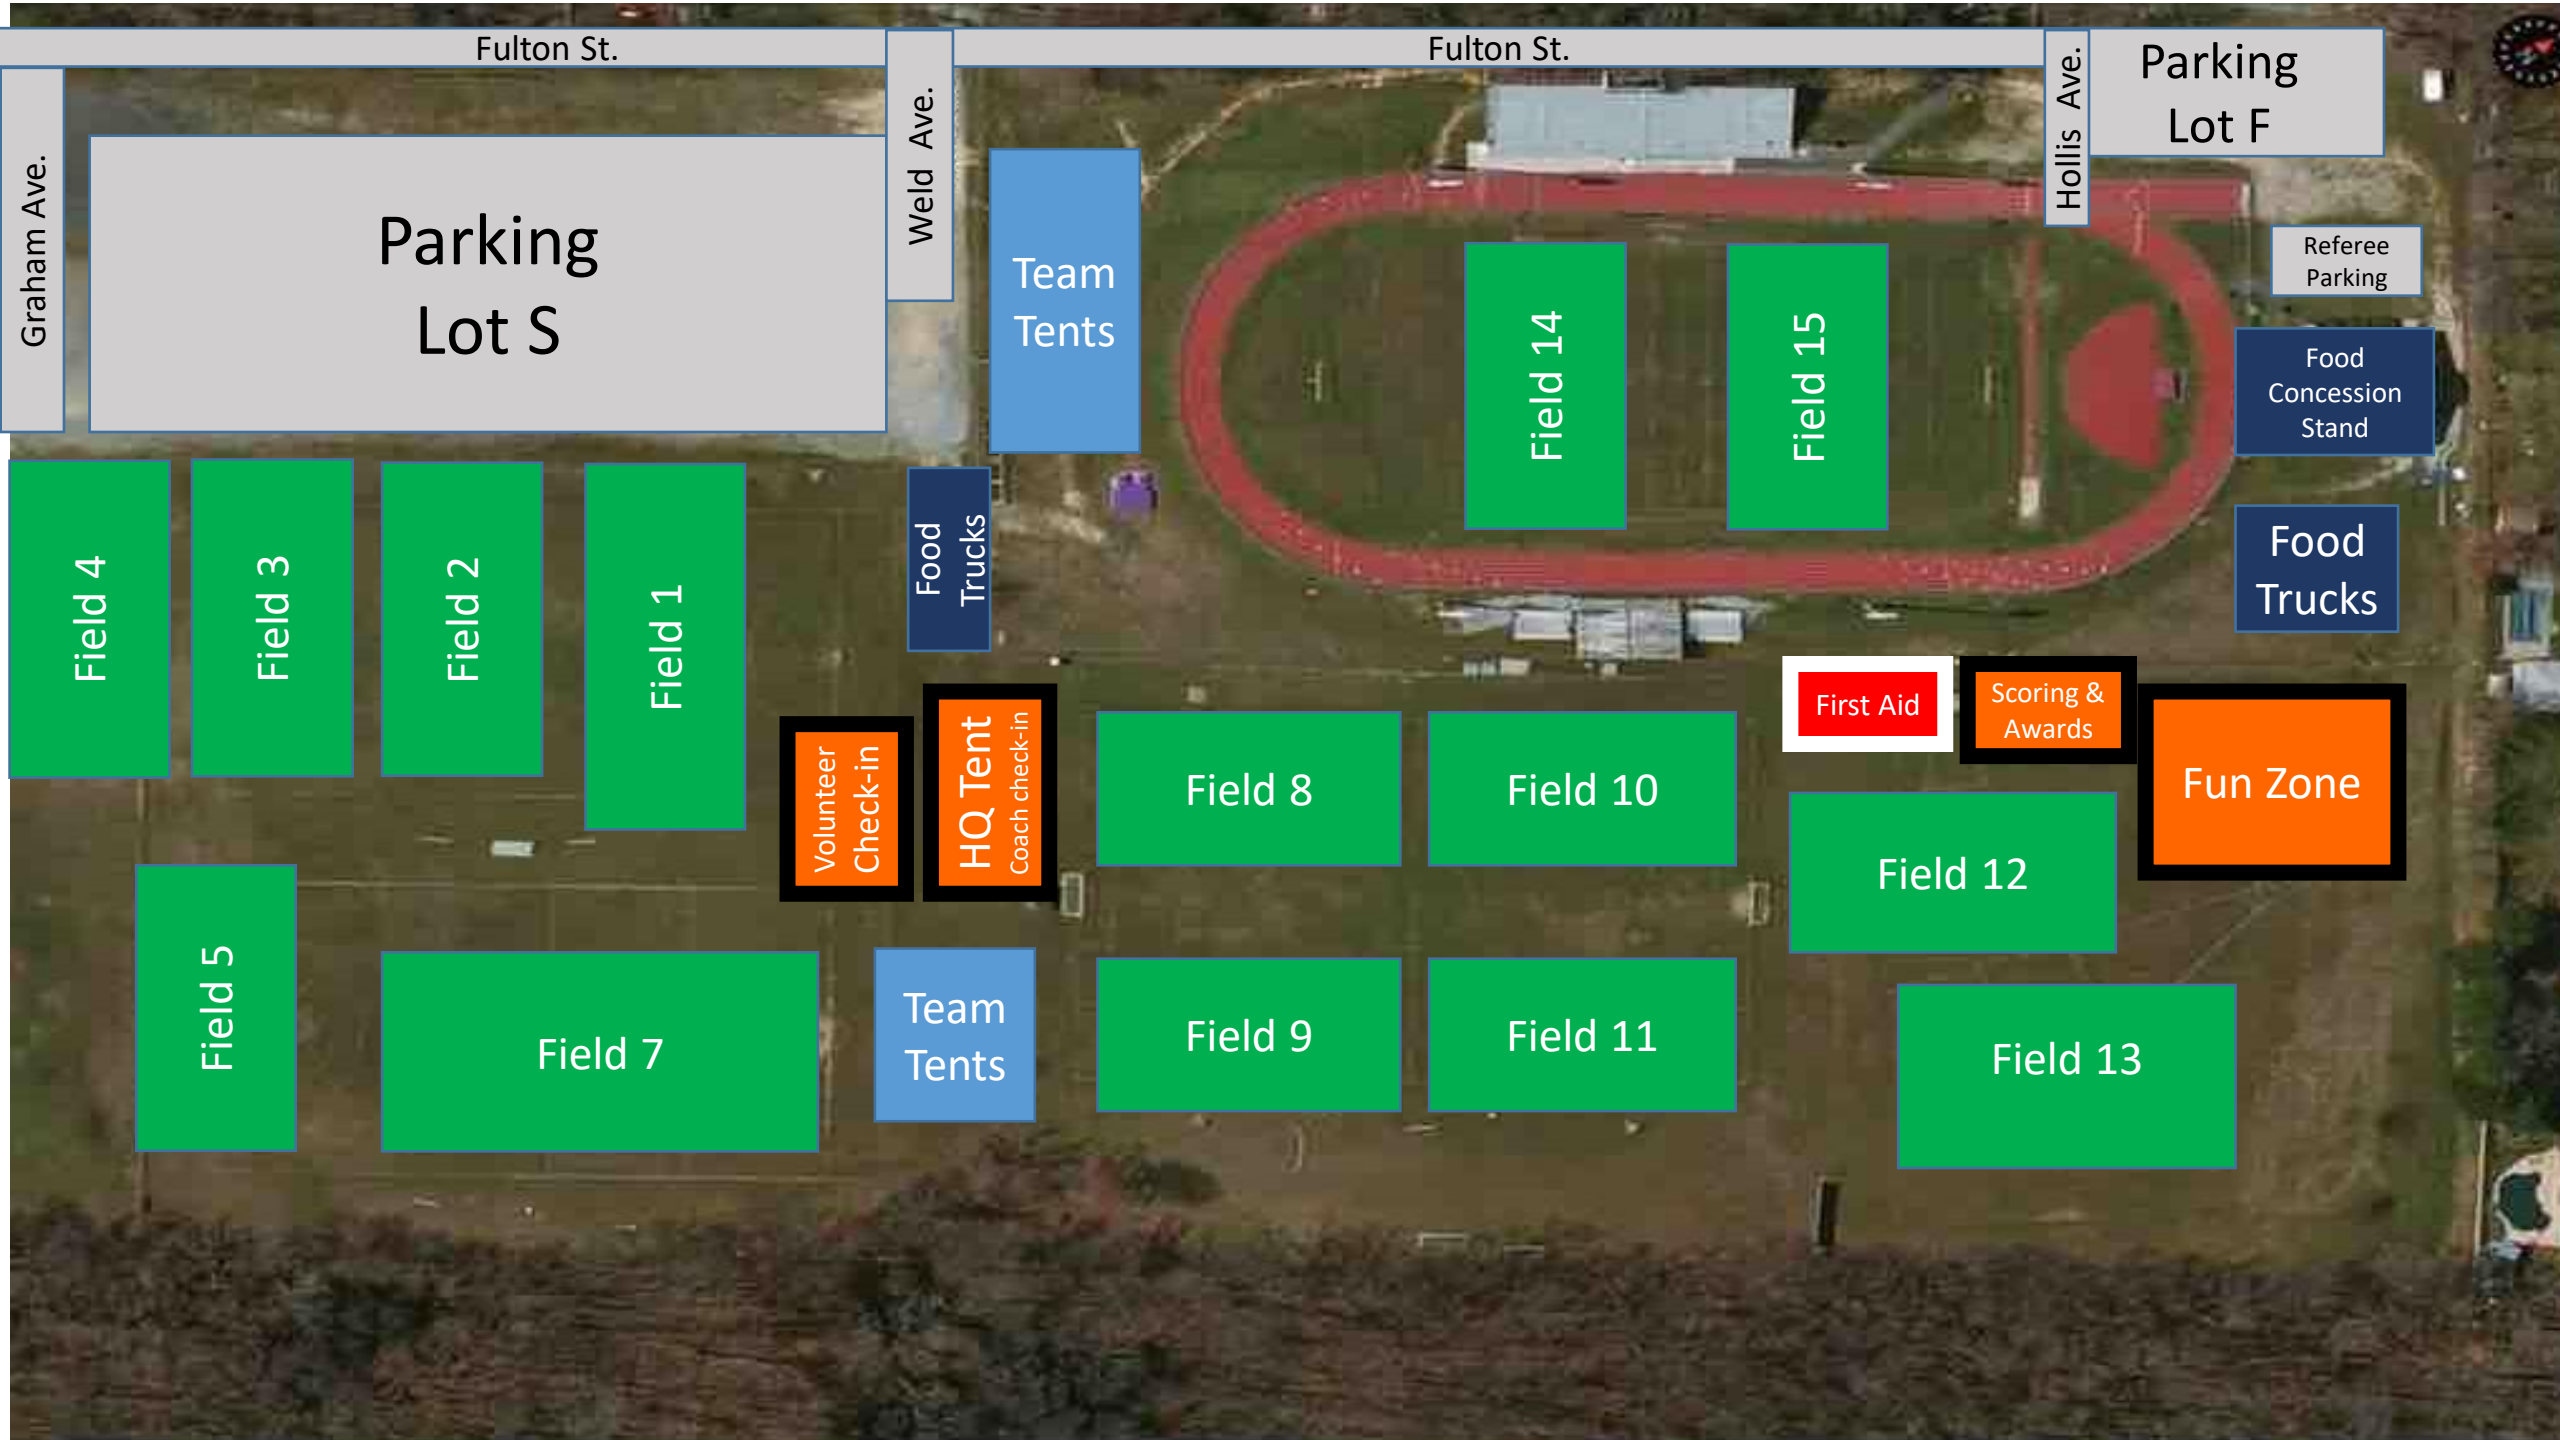 Fulton St.
Fulton St.
Graham Ave.
Weld Ave.
Hollis Ave.
Parking
Lot F
Parking
Lot S
Team
Tents
Referee
Parking
Field 14
Field 15
Food
Concession
Stand
Field 4
Field 3
Field 2
Field 1
Food
Trucks
Food
Trucks
First Aid
Scoring &
Awards
Fun Zone
Volunteer
Check-in
HQ Tent
Coach check-in
Field 8
Field 10
Field 12
Field 5
Field 7
Team
Tents
Field 9
Field 11
Field 13